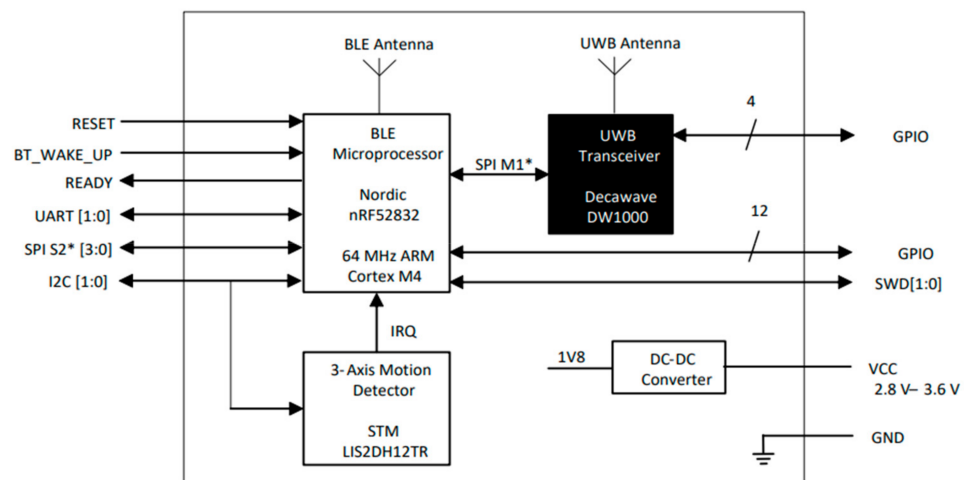 BLE Antenna
UWB Antenna
RESET
BT_WAKE_UP
READY
UART [1:0]
SPI S2* [3:0]
I2C [1:0]
BLE
Microprocessor
Nordic
nRF52832
64 MHz ARM
Cortex M4
SPI M1*
UWB
Transceiver
Decawave
DW1000
4
GPIO
12
GPIO
SWD[1:0]
IRQ
3-Axis Motion
Detector
STM
LIS2DH12TR
1V8
DC-DC
Converter
VCC
2.8 V– 3.6 V
GND